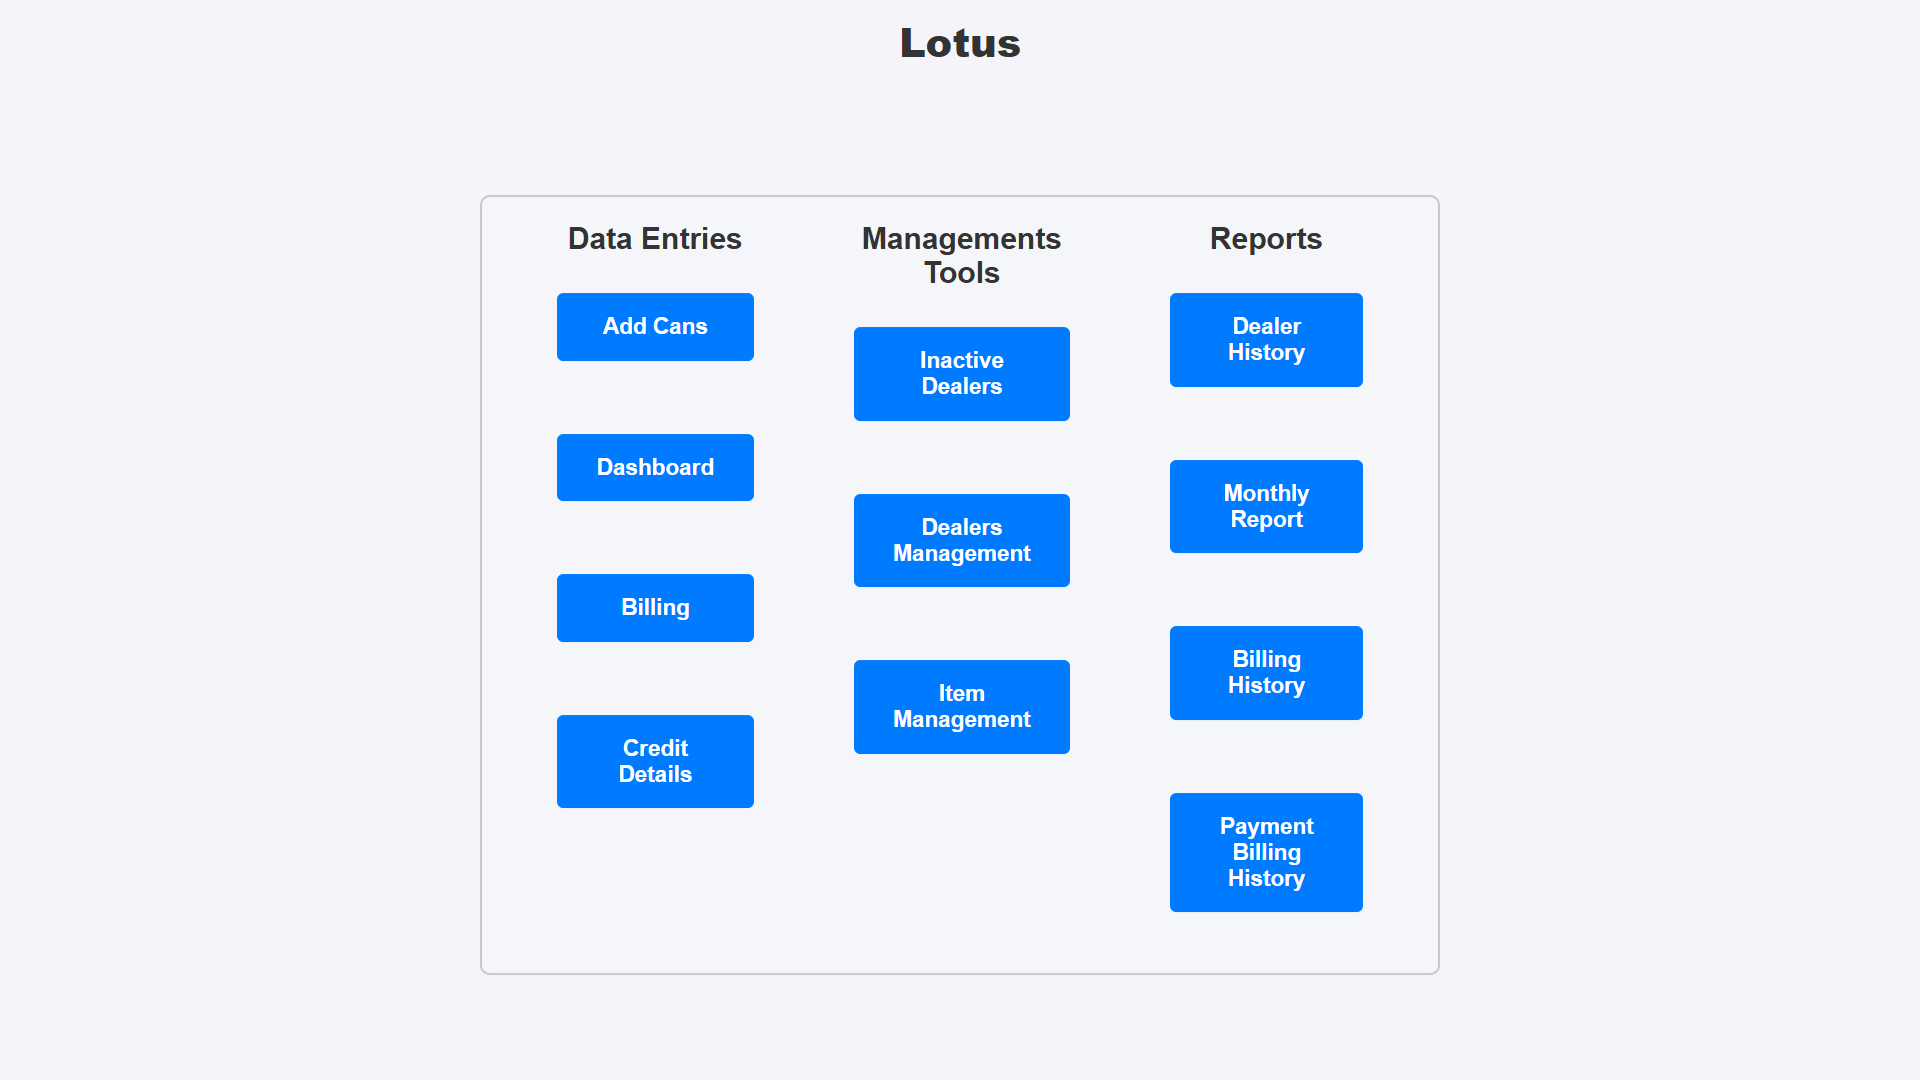 Lotus
Data Entries
Add Cans
Dashboard
Billing
Credit
Details
Managements
Tools
Inactive
Dealers
Dealers
Management
Item
Management
Reports
Dealer
History
Monthly
Report
Billing
History
Payment
Billing
History